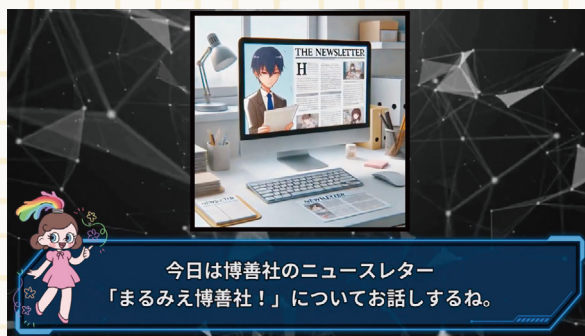 THE NEWSLETTER
H
NEWSLETTER
今日は博善社のニュースレター
「まるみえ博善社！」についてお話しするね。